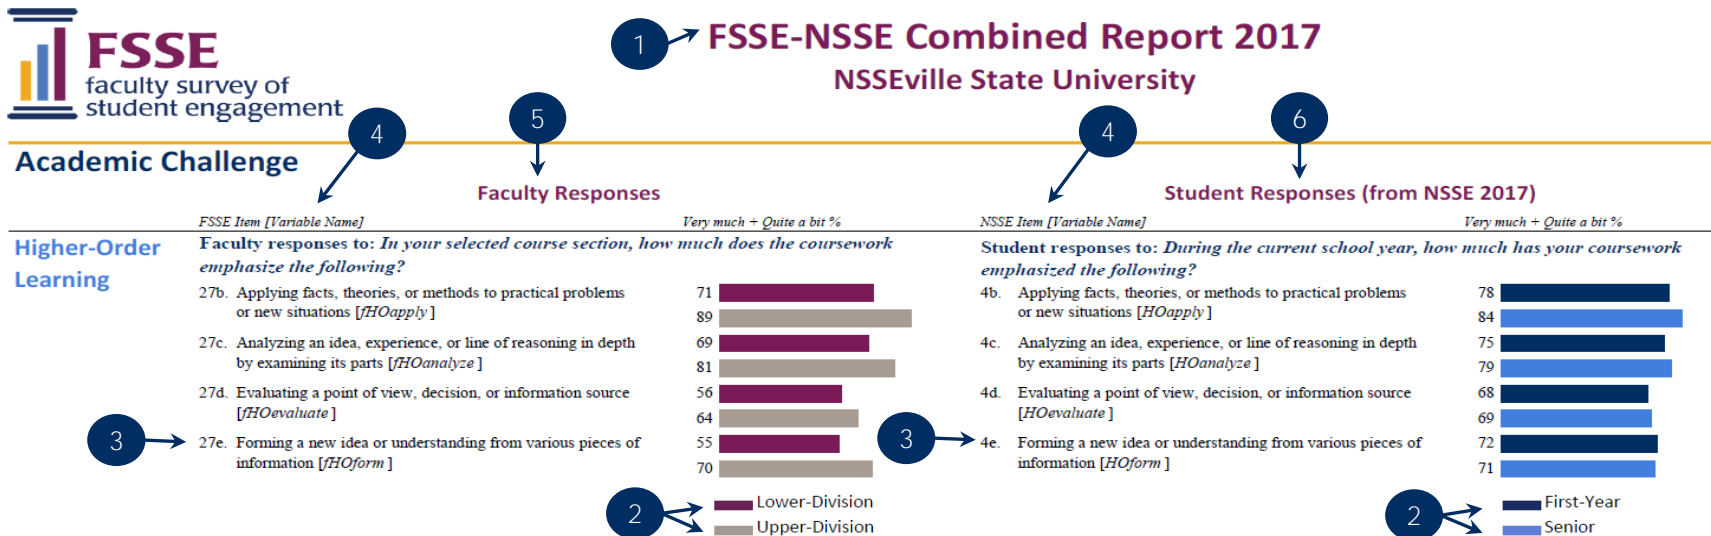 FSSE
faculty survey of
student engagement
1
FSSE-NSSE Combined Report 2017
NSSEville State University
4
5
4
6
Academic Challenge
Faculty Responses
Student Responses (from NSSE 2017)
FSSE Item [Variable Name]
Very much + Quite a bit %
NSSE Item [Variable Name]
Very much + Quite a bit %
Higher-Order
Learning
Faculty responses to: In your selected course section, how much does the coursework
emphasize the following?
27b. Applying facts, theories, or methods to practical problems
or new situations [fHOapply]
71
89
27c. Analyzing an idea, experience, or line of reasoning in depth
by examining its parts [fHOanalyze]
69
81
27d. Evaluating a point of view, decision, or information source
[fHOevaluate]
56
64
3
27e. Forming a new idea or understanding from various pieces of
information [fHOform]
55
70
2
Lower-Division
Upper-Division
Student responses to: During the current school year, how much has your coursework
emphasized the following?
4b. Applying facts, theories, or methods to practical problems
or new situations [HOapply]
78
84
4c. Analyzing an idea, experience, or line of reasoning in depth
by examining its parts [HOanalyze]
75
79
4d. Evaluating a point of view, decision, or information source
[HOevaluate]
68
69
3
4e. Forming a new idea or understanding from various pieces of
information [HOform]
72
71
2
First-Year
Senior